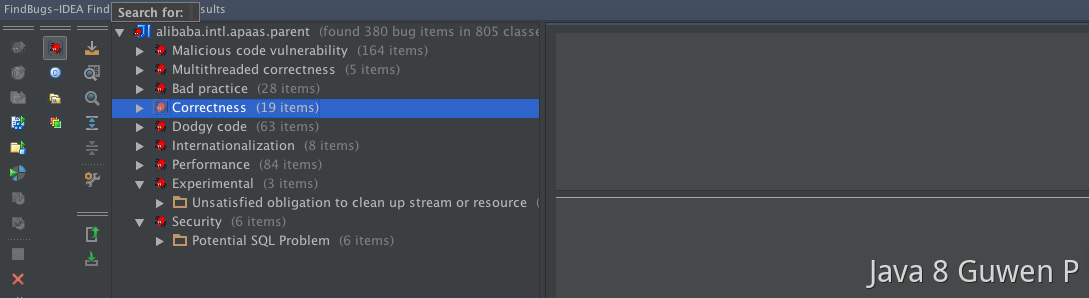 FindBugs-IDEA Find
Search for:
sults
alibaba.intl.apaas.parent (found 380 bug items in 805 classe
Malicious code vulnerability (164 items)
Multithreaded correctness (5 items)
Bad practice (28 items)
Correctness (19 items)
Dodgy code (63 items)
Internationalization (8 items)
Performance (84 items)
Experimental (3 items)
Unsatisfied obligation to clean up stream or resource (
Security (6 items)
Potential SQL Problem (6 items)
Java 8 Guwen P